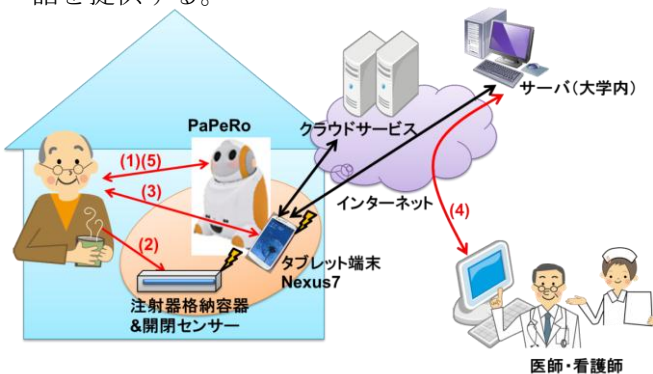 話を提供する。
サーバ(大学内)
PaPeRo
クラウドサービス
(1)(5)
(3)
インターネット
(4)
(2)
タブレット端末
Nexus7
注射器格納容器
&開閉センサー
医師・看護師